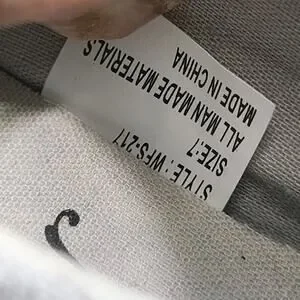 STYLE : WFS-217
SIZE:7
ALL MAN MADE MATERIALS
MADE IN CHINA